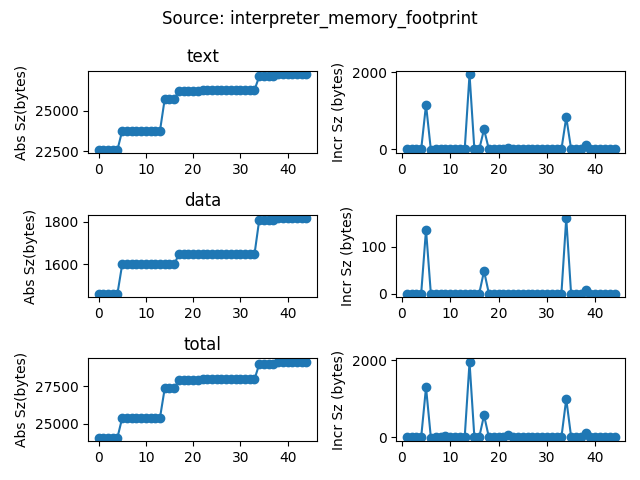 Source: interpreter_memory_footprint
text
Abs Sz(bytes)
25000
22500
0 10 20 30 40
Incr Sz (bytes)
2000
0
0 10 20 30 40
data
Abs Sz(bytes)
1800
1600
0 10 20 30 40
Incr Sz (bytes)
100
0
0 10 20 30 40
total
Abs Sz(bytes)
27500
25000
0 10 20 30 40
Incr Sz (bytes)
2000
0
0 10 20 30 40